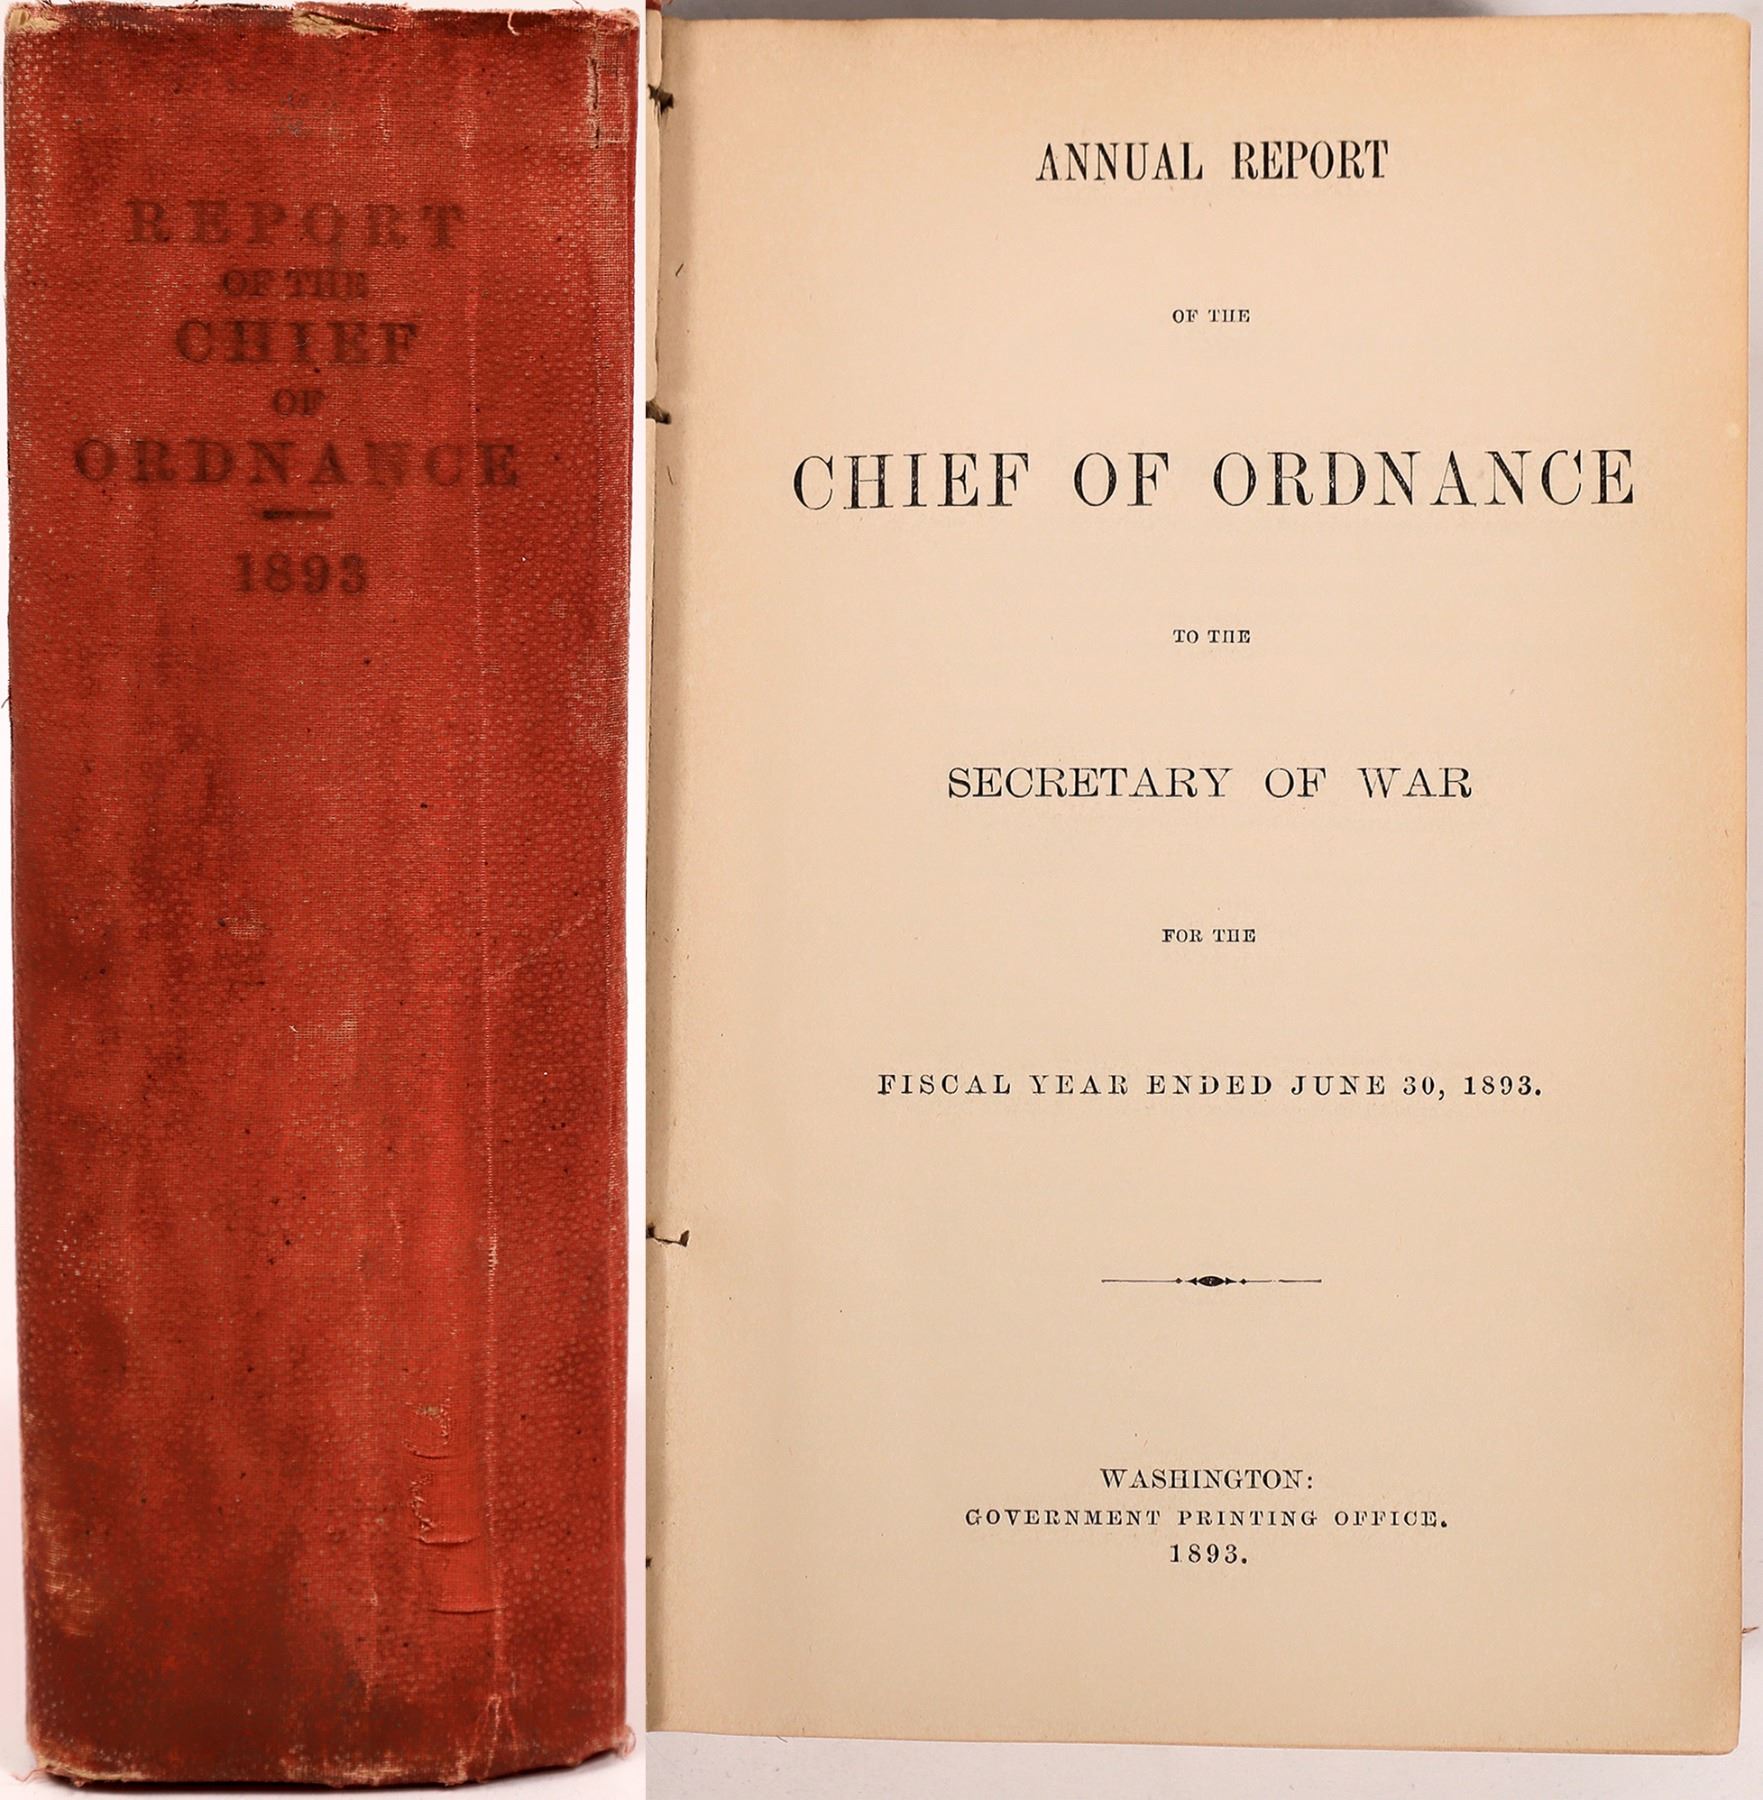 REPORT
OF THE
CHIEF
OF
ORDNANCE
1893
ANNUAL REPORT
OF THE
CHIEF OF ORDNANCE
TO THE
SECRETARY OF WAR
FOR THE
FISCAL YEAR ENDED JUNE 30, 1893.
WASHINGTON:
GOVERNMENT PRINTING OFFICE.
1893.